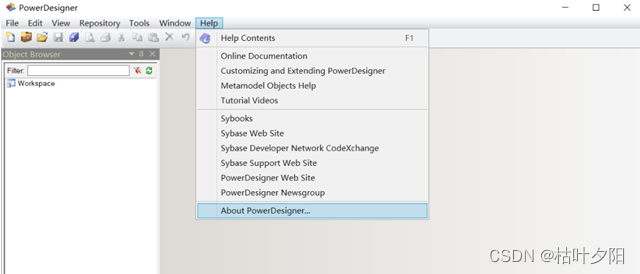 PowerDesigner
File Edit View Repository Tools Window Help
Object Browser
Filter:
Workspace
Help Contents F1
Online Documentation
Customizing and Extending PowerDesigner
Metamodel Objects Help
Tutorial Videos
Sybooks
Sybase Web Site
Sybase Developer Network CodeXchange
Sybase Support Web Site
PowerDesigner Web Site
PowerDesigner Newsgroup
About PowerDesigner...
CSDN @枯叶夕阳